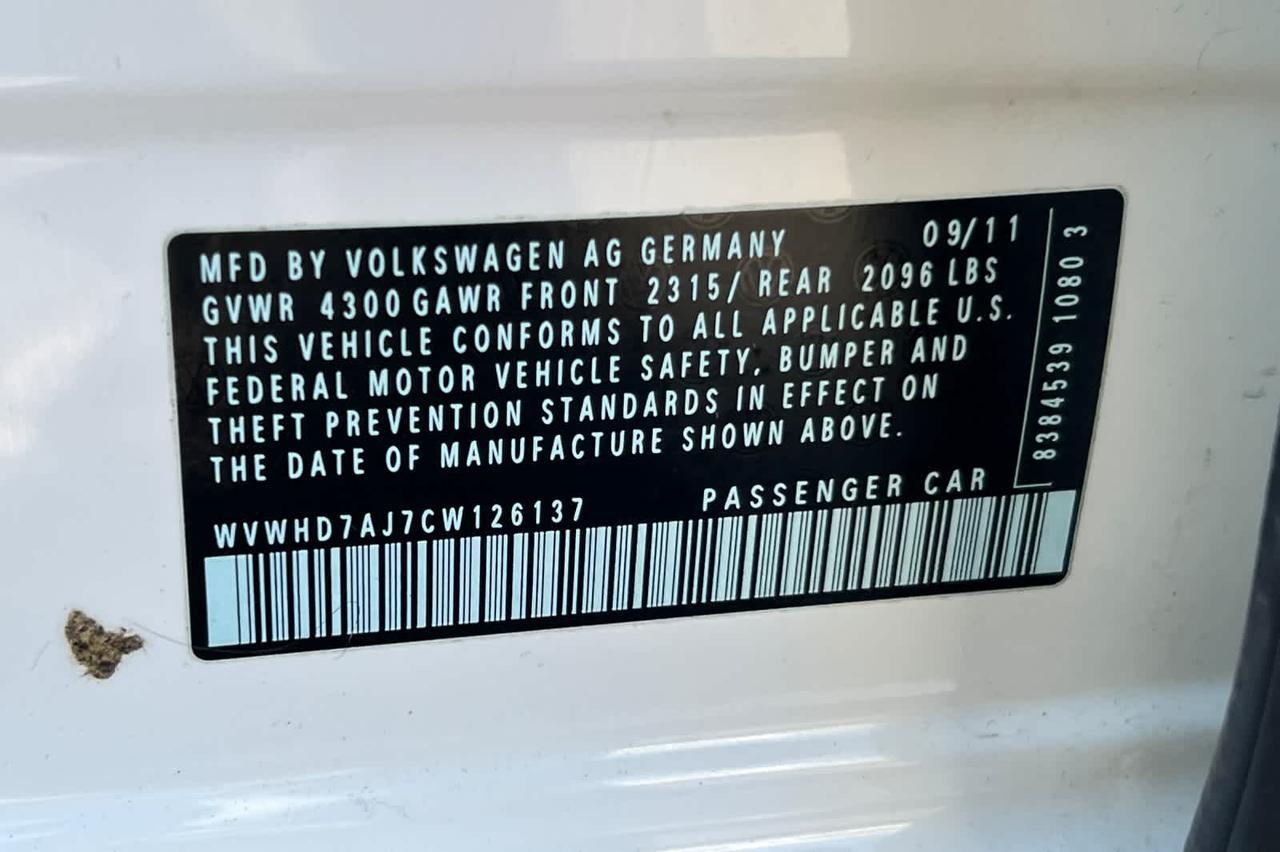 MFD BY VOLKSWAGEN AG GERMANY 09/11
GVWR 4300 GAWR FRONT 2315/ REAR 2096 LBS
THIS VEHICLE CONFORMS TO ALL APPLICABLE U.S.
FEDERAL MOTOR VEHICLE SAFETY, BUMPER AND
THEFT PREVENTION STANDARDS IN EFFECT ON
THE DATE OF MANUFACTURE SHOWN ABOVE.
WVWHD7AJ7CW126137 PASSENGER CAR
8384539 1080 3